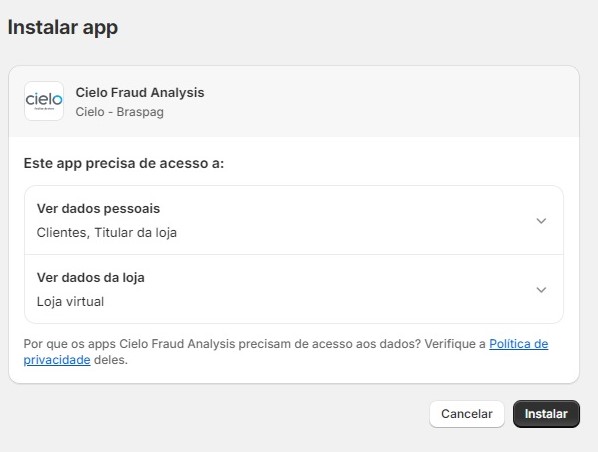 Instalar app
cielo
Cielo Fraud Analysis
Cielo - Braspag
Este app precisa de acesso a:
Ver dados pessoais
Clientes, Titular da loja
Ver dados da loja
Loja virtual
Por que os apps Cielo Fraud Analysis precisam de acesso aos dados? Verifique a Política de
privacidade deles.
Cancelar
Instalar